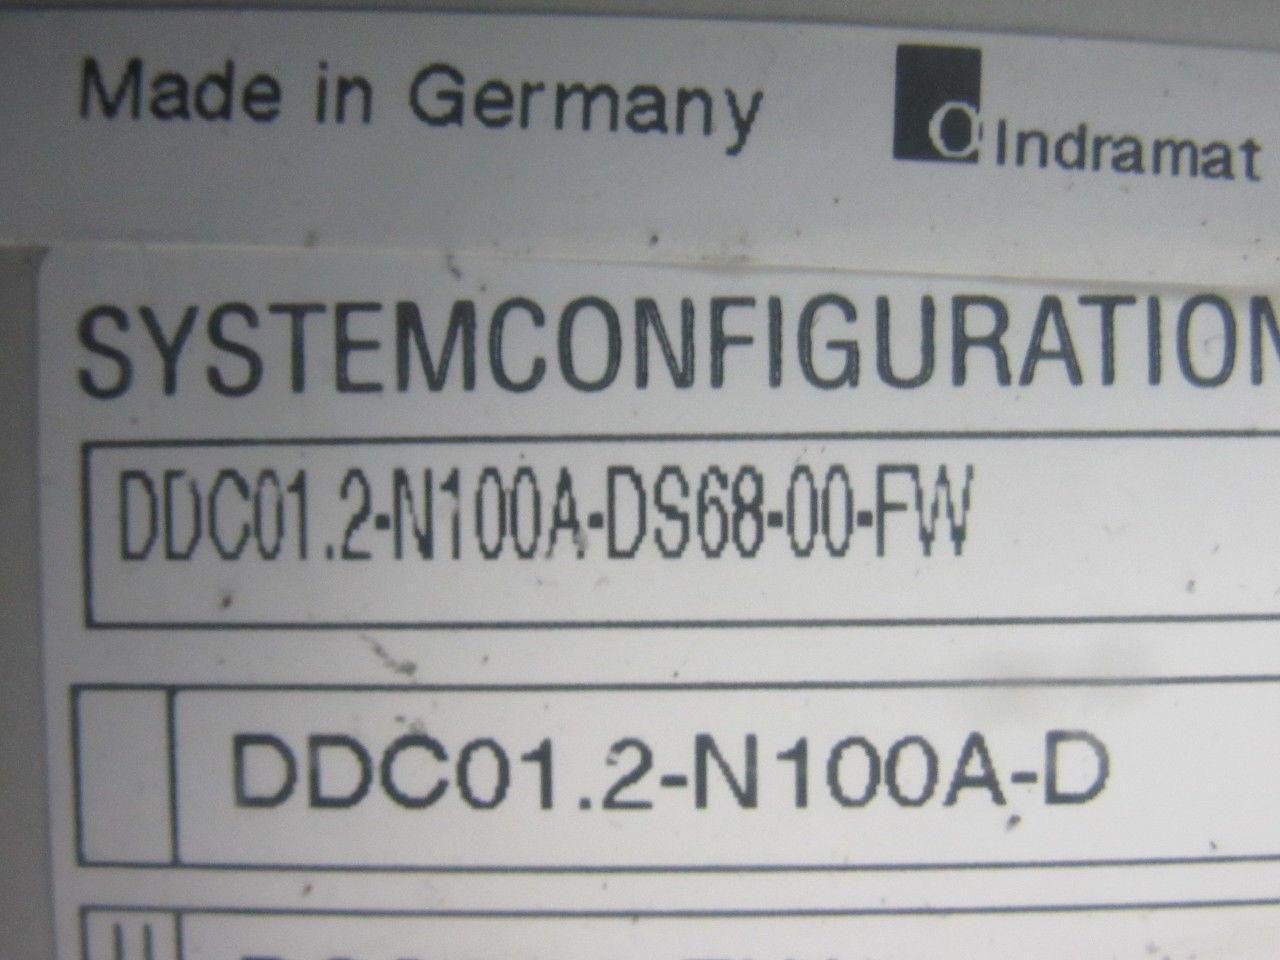 Made in Germany
Indramat
SYSTEMCONFIGURATION
DDC01.2-N100A-DS68-00-FW
DDC01.2-N100A-D